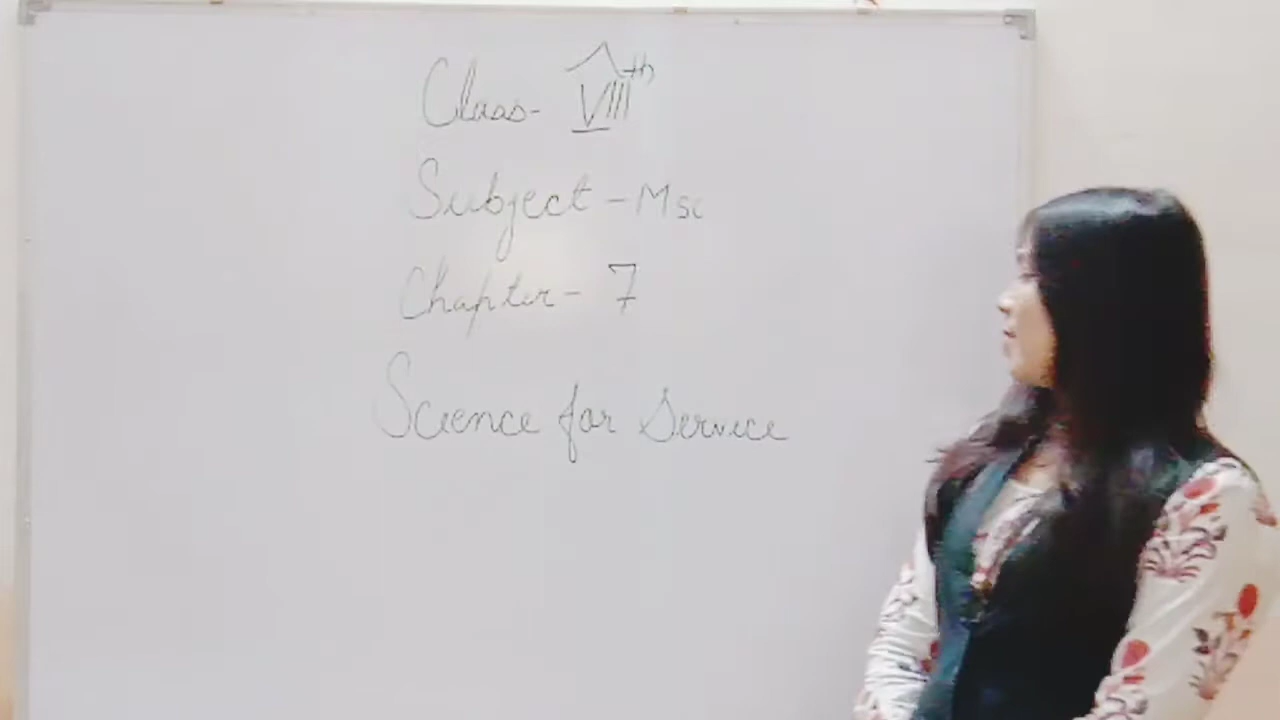 Class- VIIIth
Subject - Msc
Chapter - 7
Science for Service